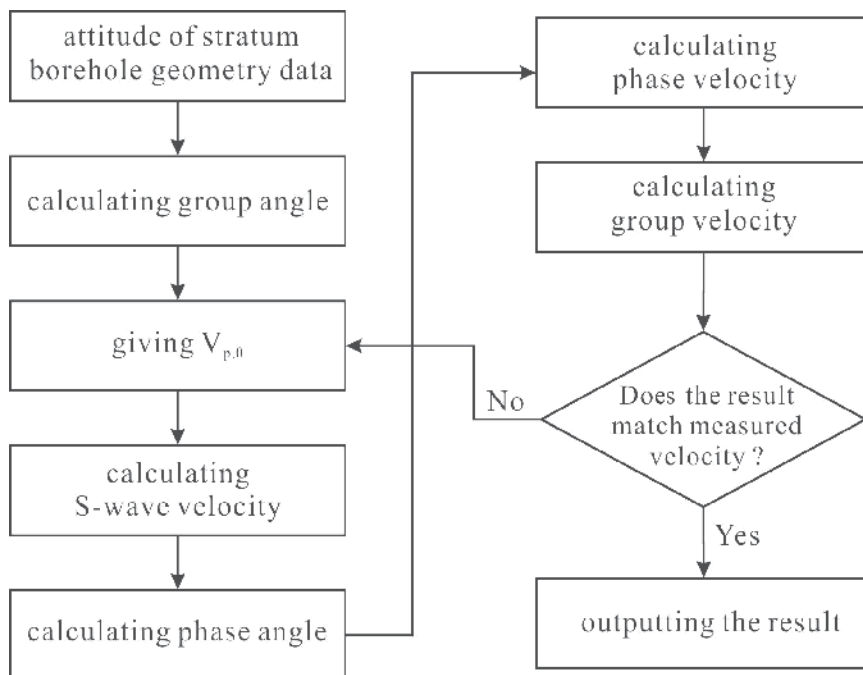 attitude of stratum
borehole geometry data
calculating group angle
giving Vₚ,₀
calculating
S-wave velocity
calculating phase angle
calculating
phase velocity
calculating
group velocity
Does the result
match measured
velocity ?
No
Yes
outputting the result